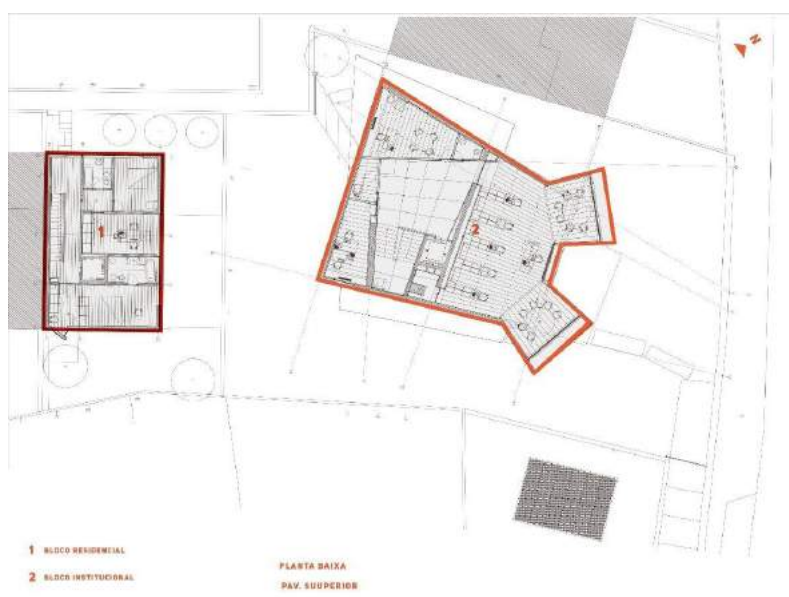 N
1
2
1 BLOCO RESIDENCIAL
2 BLOCO INSTITUCIONAL
PLANTA BAIXA
PAV. SUUPERIOR